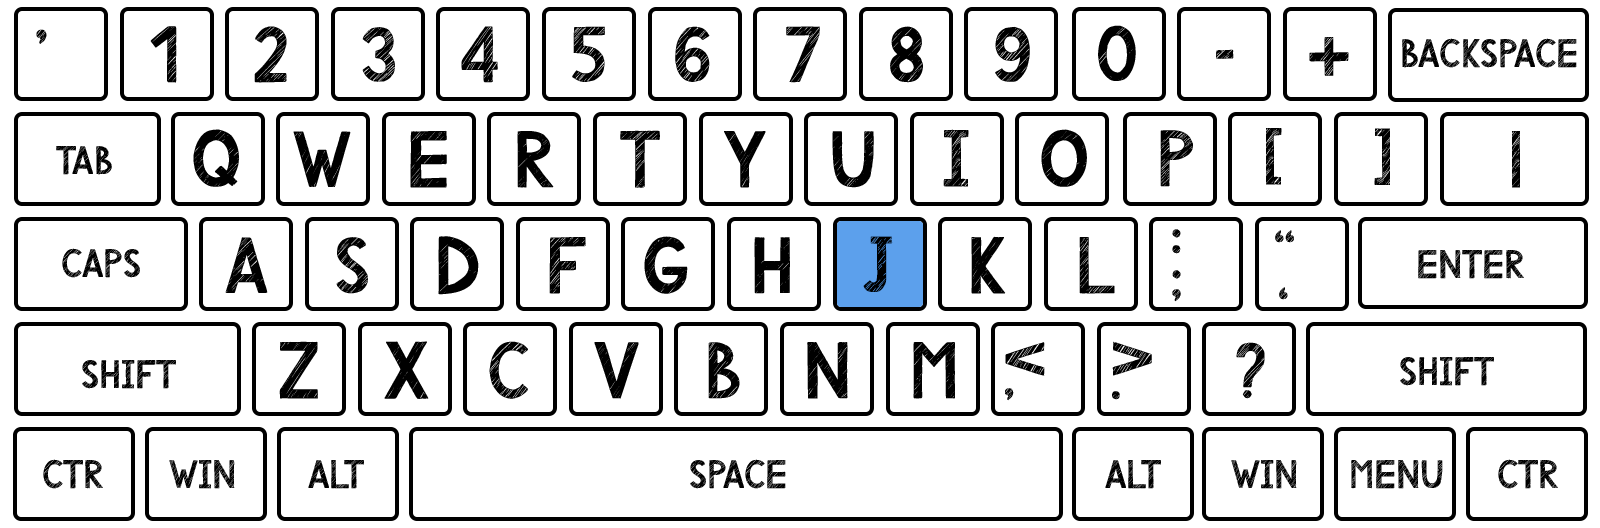 ’ 1 2 3 4 5 6 7 8 9 0 - + BACKSPACE
TAB Q W E R T Y U I O P [ ] |
CAPS A S D F G H J K L : ; “ ‘ ENTER
SHIFT Z X C V B N M < , > . ? SHIFT
CTR WIN ALT SPACE ALT WIN MENU CTR